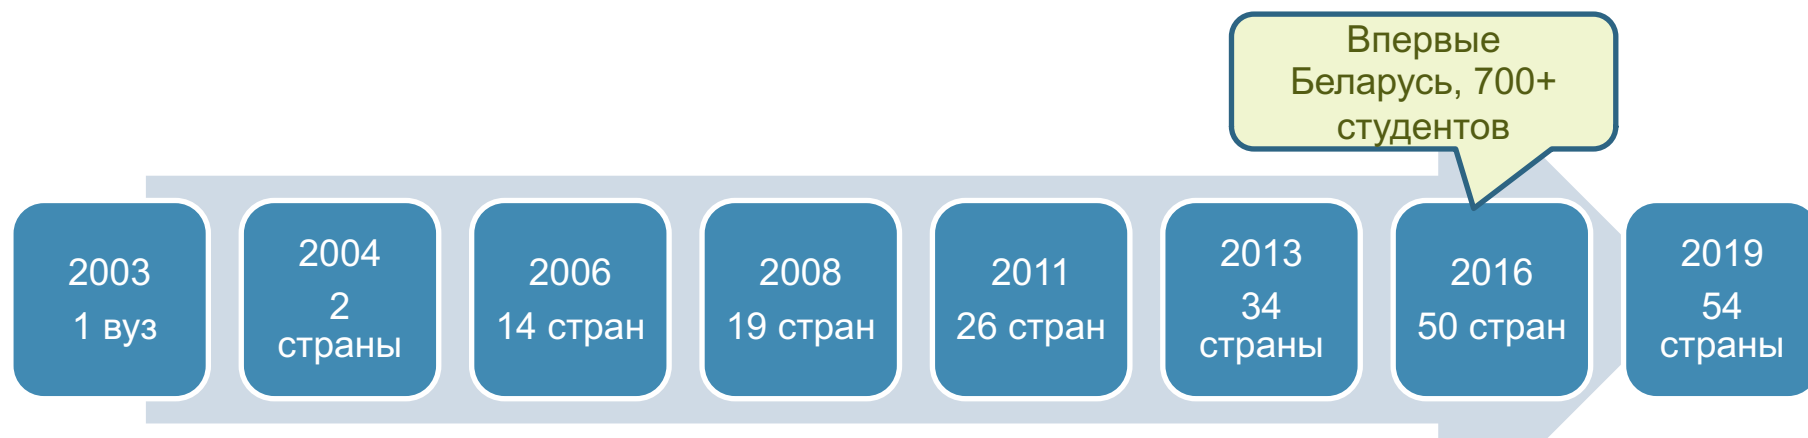 Впервые
Беларусь, 700+
студентов
2003
1 вуз
2004
2
страны
2006
14 стран
2008
19 стран
2011
26 стран
2013
34
страны
2016
50 стран
2019
54
страны